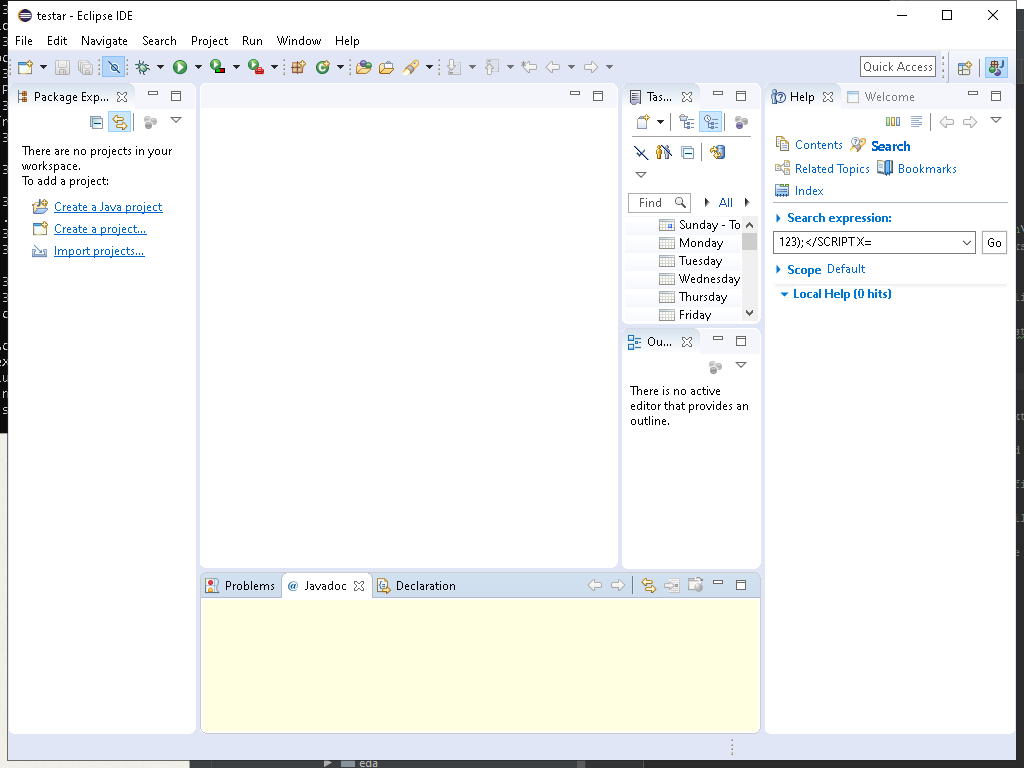 testar - Eclipse IDE
File Edit Navigate Search Project Run Window Help
Quick Access
Package Exp...
There are no projects in your
workspace.
To add a project:
Create a Java project
Create a project...
Import projects...
Tas...
Find
All
Sunday - To
Monday
Tuesday
Wednesday
Thursday
Friday
Ou...
There is no active
editor that provides an
outline.
Help
Welcome
Contents
Search
Related Topics
Bookmarks
Index
Search expression:
123);</SCRIPT X=
Go
Scope Default
Local Help (0 hits)
Problems
@ Javadoc
Declaration
eda